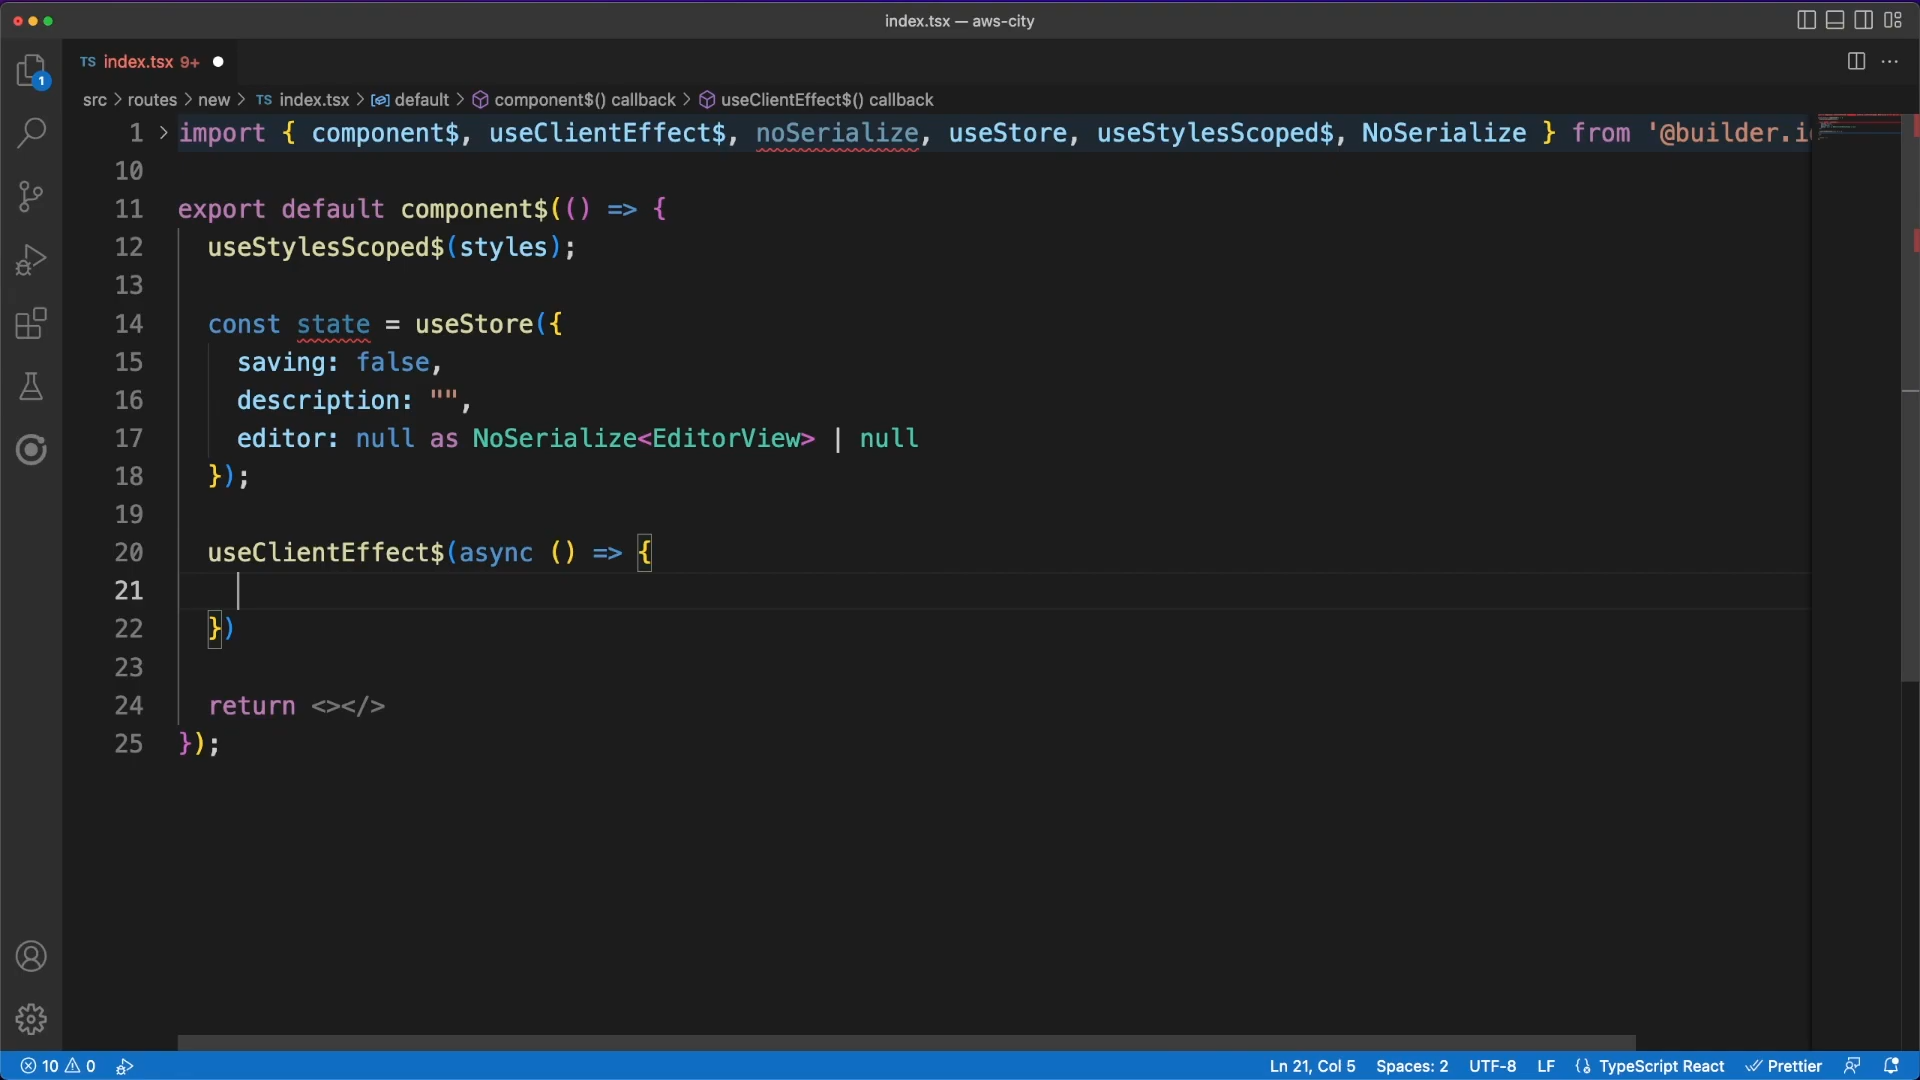 index.tsx — aws-city
TS index.tsx 9+
src > routes > new > TS index.tsx > default > component$() callback > useClientEffect$() callback
1 import { component$, useClientEffect$, noSerialize, useStore, useStylesScoped$, NoSerialize } from '@builder.i
10
11 export default component$(() => {
12 useStylesScoped$(styles);
13
14 const state = useStore({
15 saving: false,
16 description: "",
17 editor: null as NoSerialize<EditorView> | null
18 });
19
20 useClientEffect$(async () => {
21
22 })
23
24 return <></>
25 });
1
10 0 Ln 21, Col 5 Spaces: 2 UTF-8 LF TypeScript React Prettier